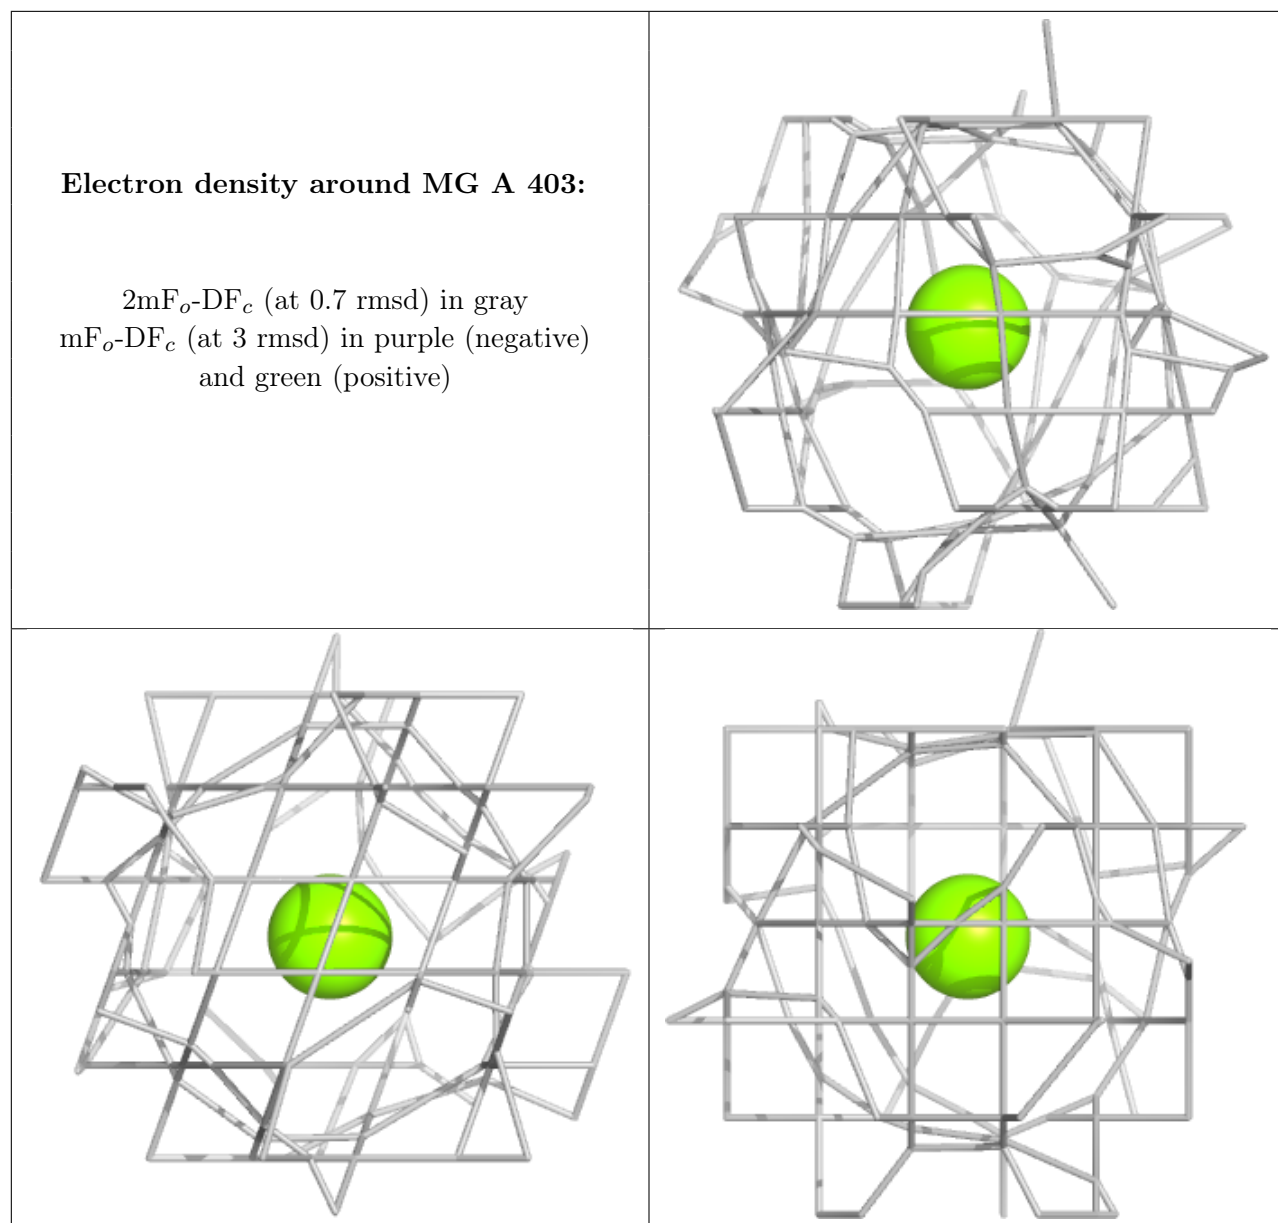 Electron density around MG A 403:
2mFo-DFc (at 0.7 rmsd) in gray
mFo-DFc (at 3 rmsd) in purple (negative)
and green (positive)